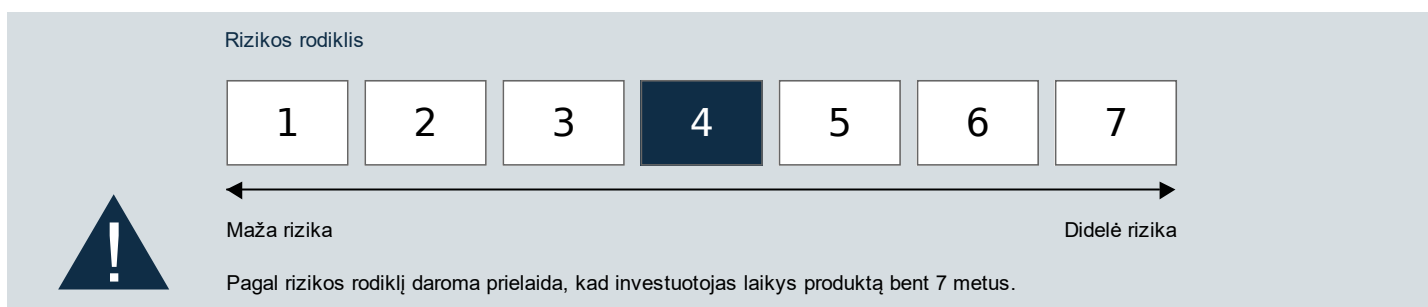 Rizikos rodiklis
1 2 3 4 5 6 7
Maža rizika Didelė rizika
!
Pagal rizikos rodiklį daroma prielaida, kad investuotojas laikys produktą bent 7 metus.